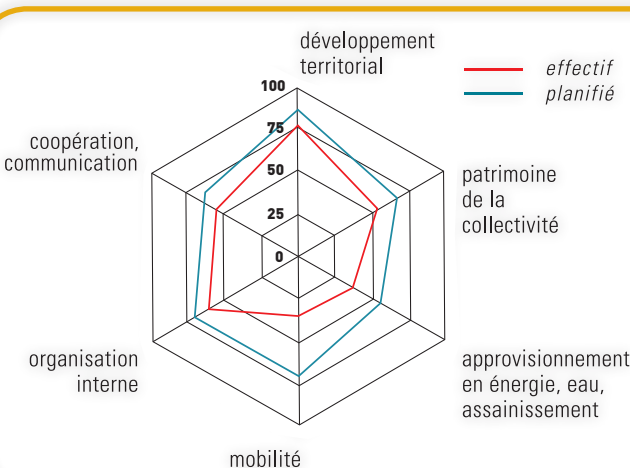 développement
territorial
effectif
planifié
100
75
50
25
0
coopération,
communication
patrimoine
de la
collectivité
organisation
interne
approvisionnement
en énergie, eau,
assainissement
mobilité